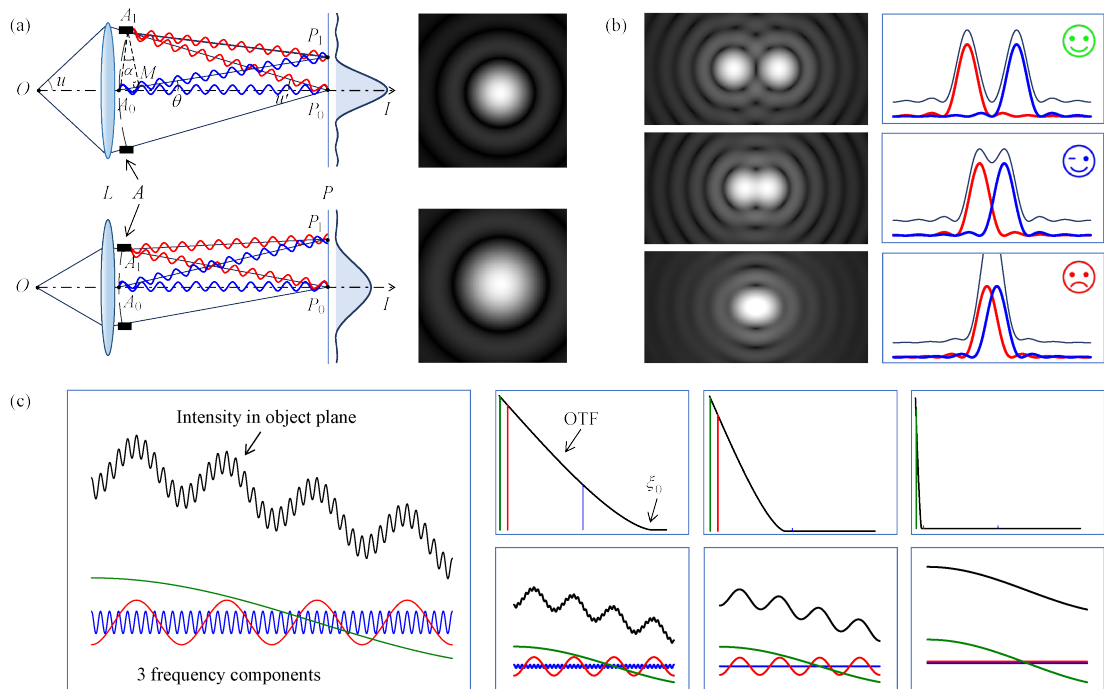 (a)
A₁
P₁
α
M
O
u
A₀
θ
u'
P₀
I
L
A
P
P₁
A₁
O
A₀
P₀
I
(b)
(c)
Intensity in object plane
3 frequency components
OTF
ξ₀